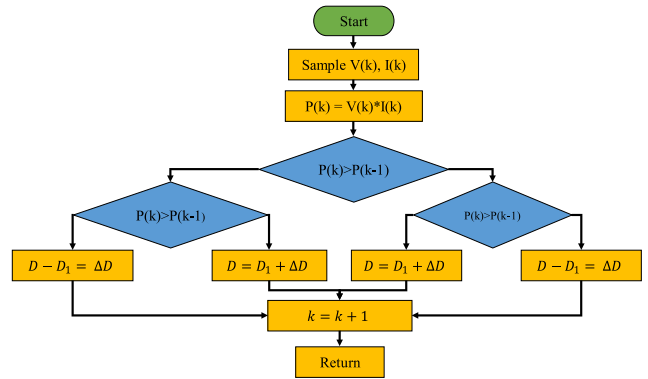 Start
Sample V(k), I(k)
P(k) = V(k)*I(k)
P(k)>P(k-1)
P(k)>P(k-1)
P(k)>P(k-1)
D − D₁ = ΔD
D = D₁ + ΔD
D = D₁ + ΔD
D − D₁ = ΔD
k = k + 1
Return